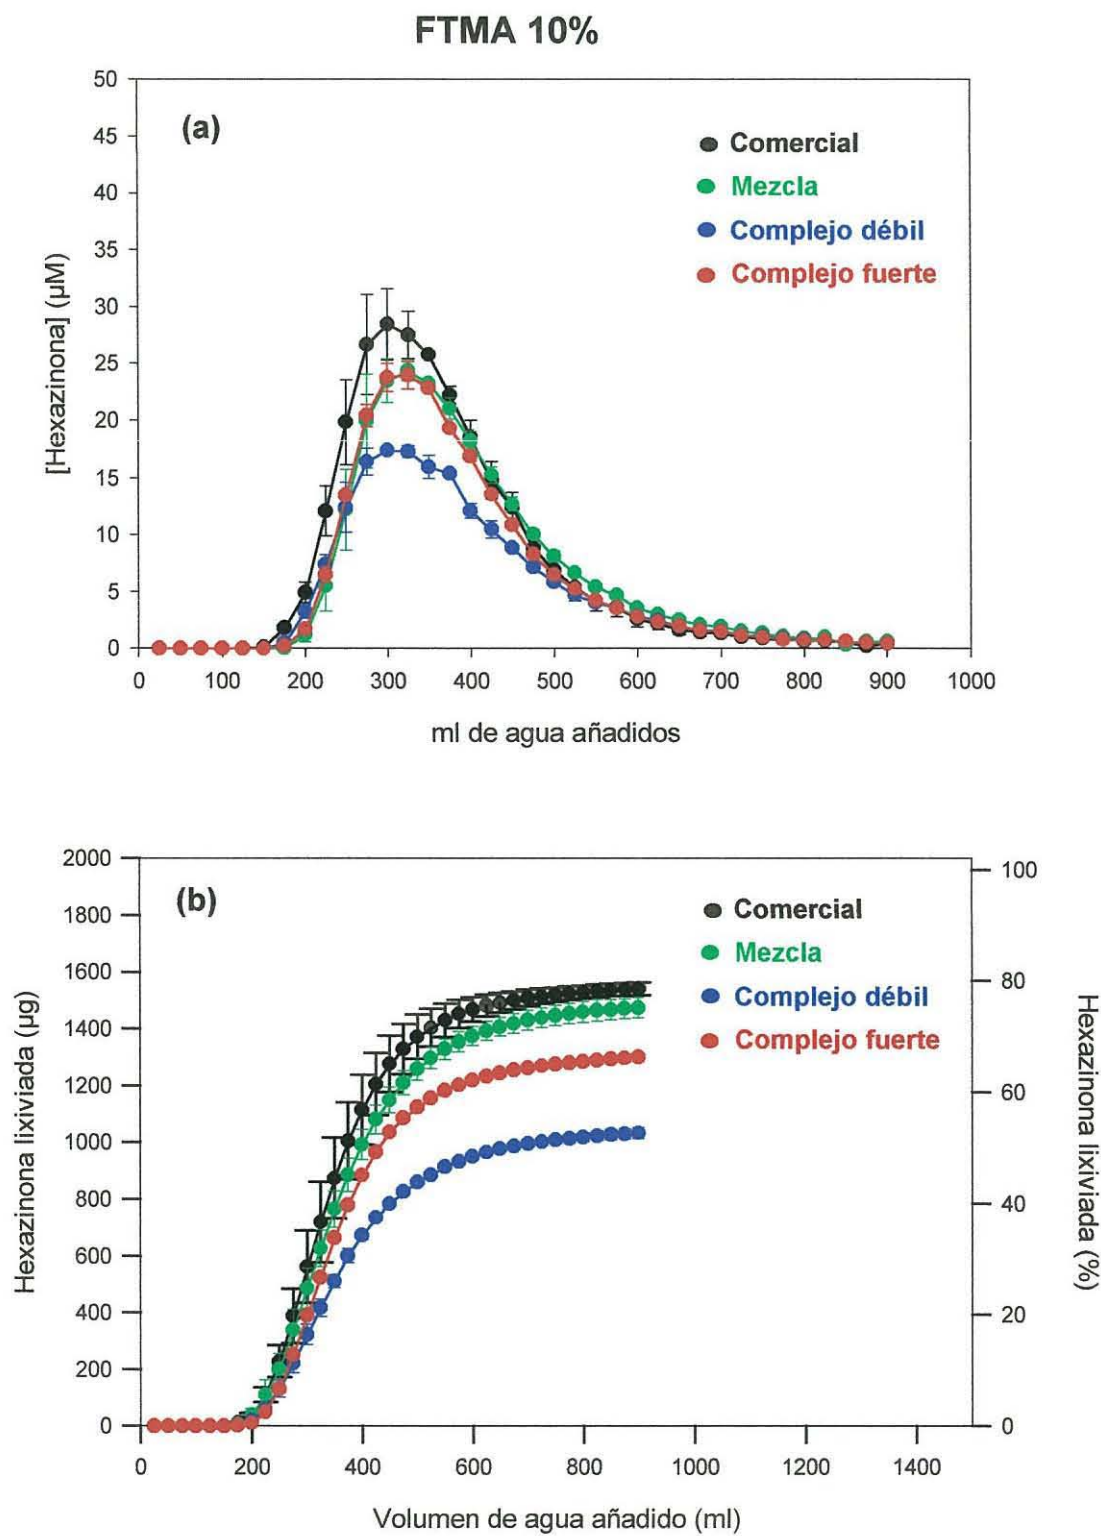 FTMA 10%
50
45
40
35
30
25
20
15
10
5
0
[Hexazinona] (µM)
(a)
Comercial
Mezcla
Complejo débil
Complejo fuerte
0 100 200 300 400 500 600 700 800 900 1000
ml de agua añadidos
2000
1800
1600
1400
1200
1000
800
600
400
200
0
Hexazinona lixiviada (µg)
(b)
Comercial
Mezcla
Complejo débil
Complejo fuerte
100
80
60
40
20
0
Hexazinona lixiviada (%)
0 200 400 600 800 1000 1200 1400
Volumen de agua añadido (ml)